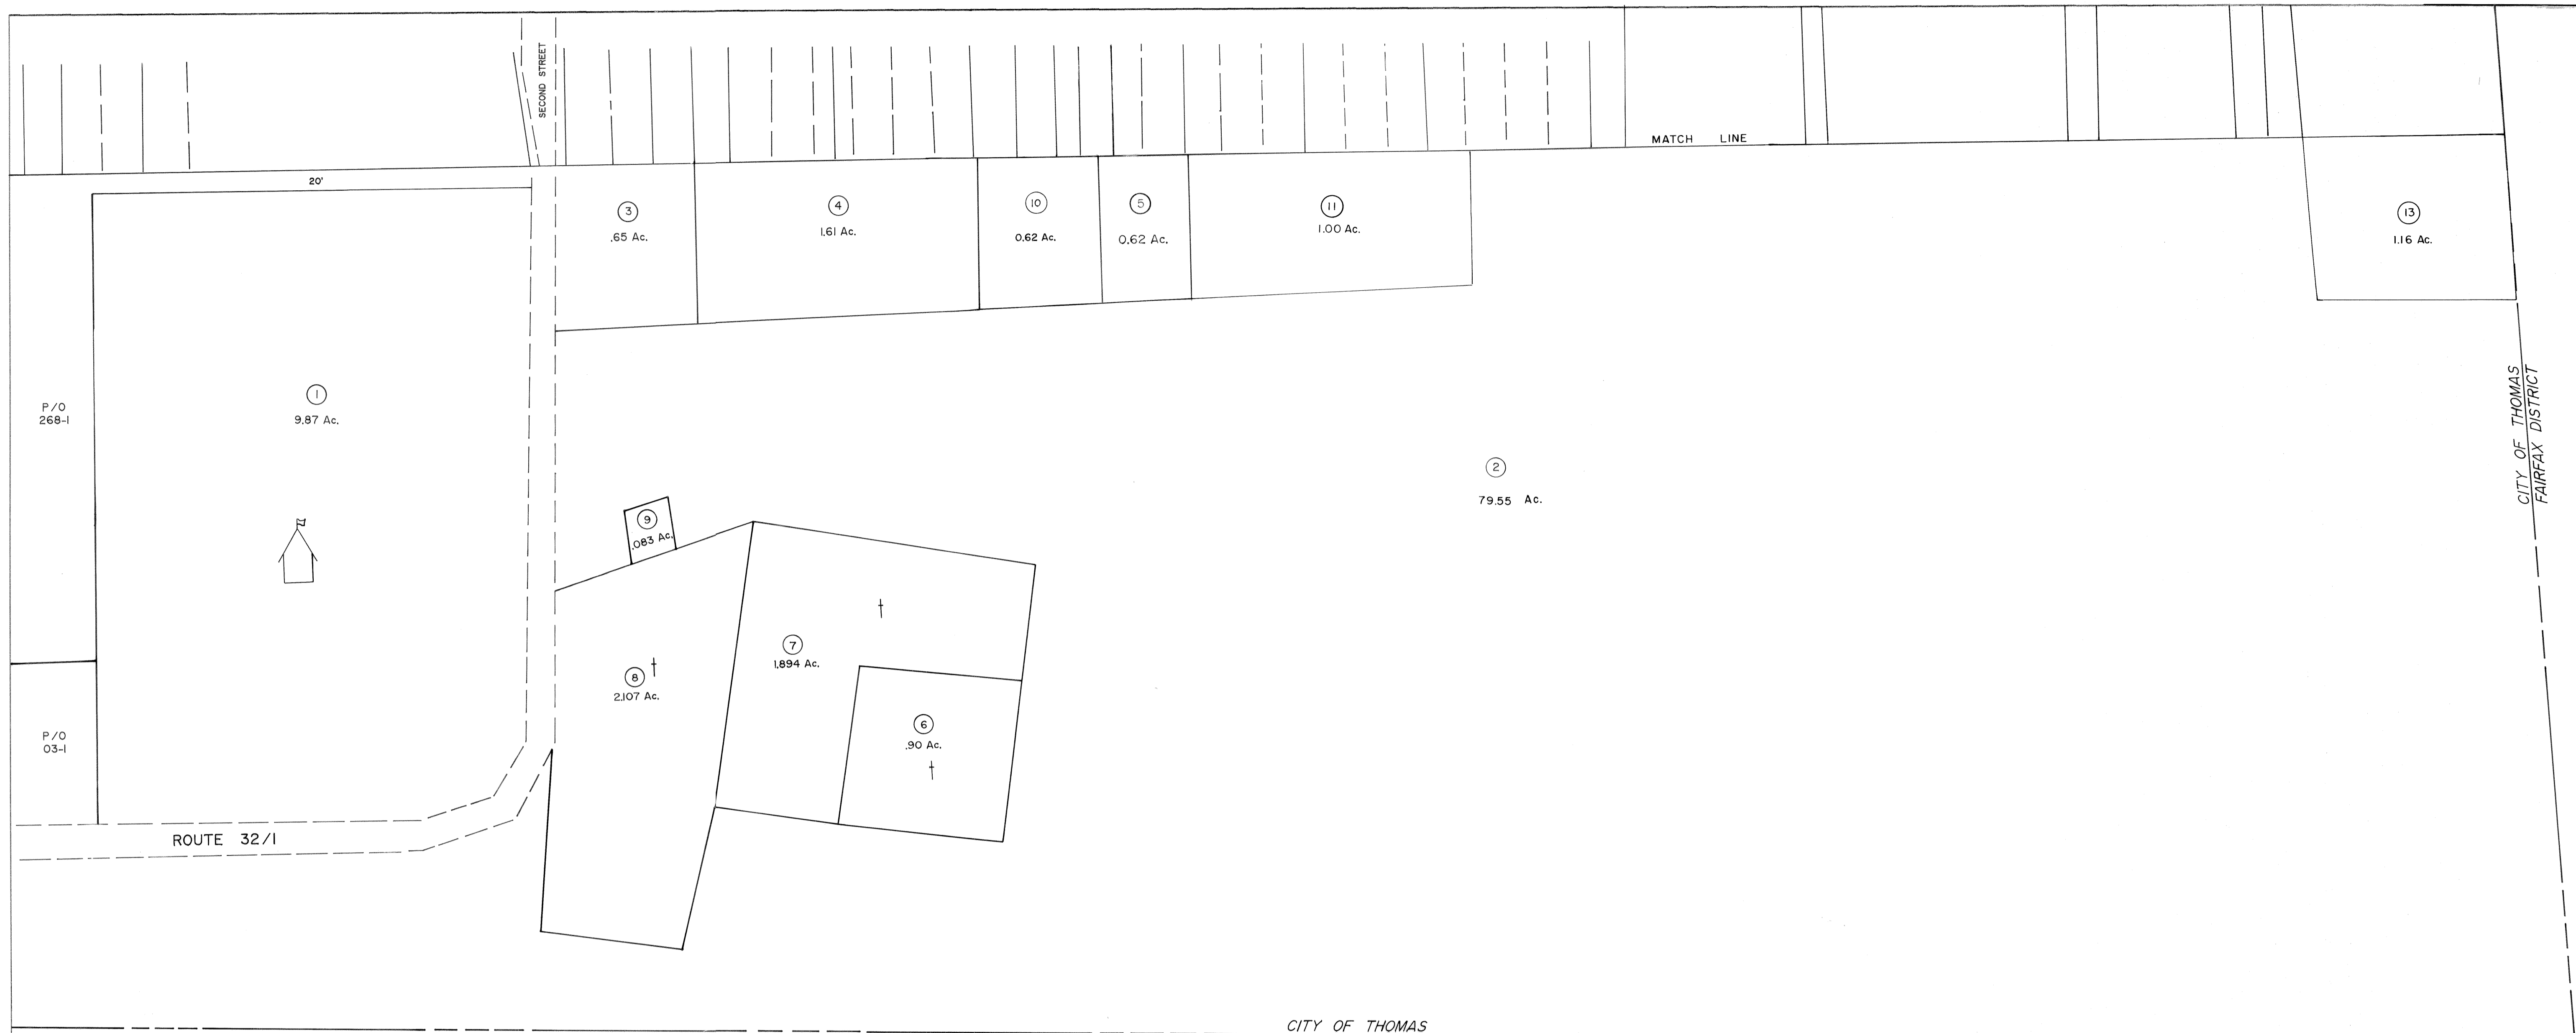 SECOND STREET
MATCH LINE
20'
3
.65 Ac.
4
1.61 Ac.
10
0.62 Ac.
5
0.62 Ac.
11
1.00 Ac.
13
1.16 Ac.
P/O
268-1
1
9.87 Ac.
2
79.55 Ac.
CITY OF THOMAS
FAIRFAX DISTRICT
9
.083 Ac.
7
1.894 Ac.
8
2.107 Ac.
6
.90 Ac.
P/O
03-1
ROUTE 32/1
CITY OF THOMAS